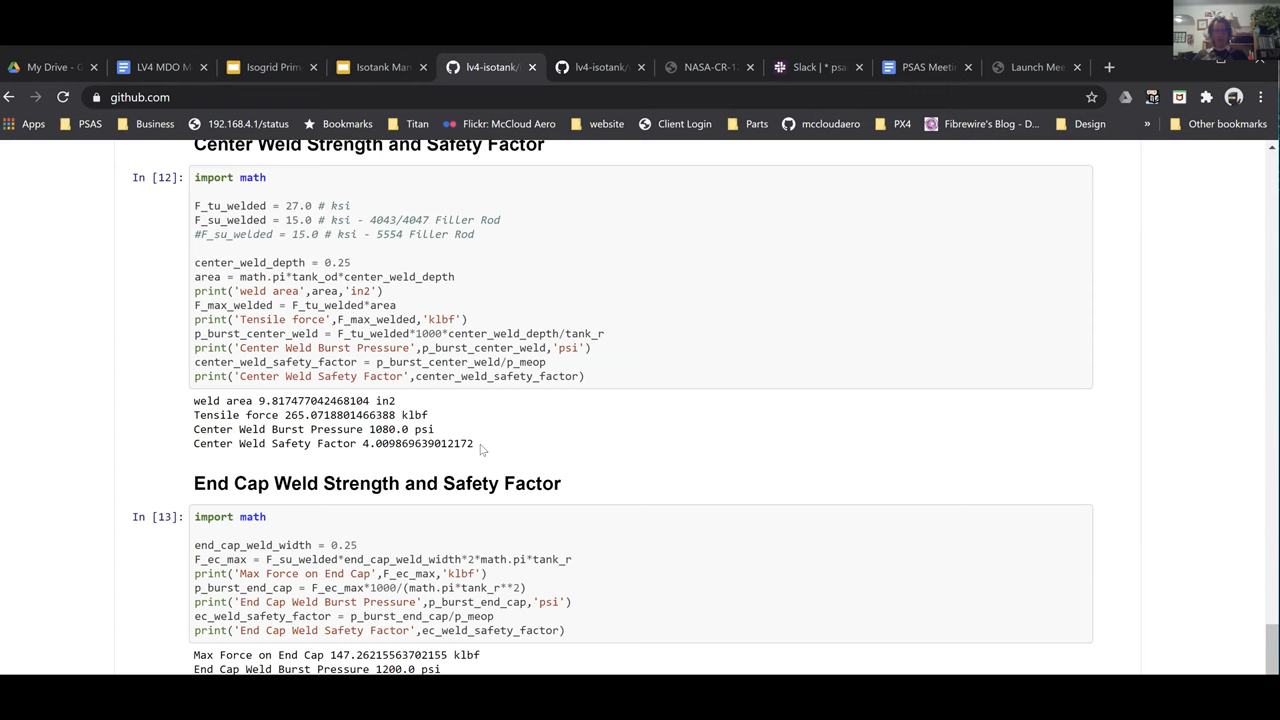 My Drive - G
LV4 MDO M
Isogrid Prim
Isotank Man
lv4-isotank/
lv4-isotank/
NASA-CR-1
Slack | * psa
PSAS Meeti
Launch Mee
github.com
Apps
PSAS
Business
192.168.4.1/status
Bookmarks
Titan
Flickr: McCloud Aero
website
Client Login
Parts
mccloudaero
PX4
Fibrewire's Blog - D...
Design
»
Other bookmarks
Center Weld Strength and Safety Factor
In [12]:
import math
F_tu_welded = 27.0 # ksi
F_su_welded = 15.0 # ksi - 4043/4047 Filler Rod
#F_su_welded = 15.0 # ksi - 5554 Filler Rod
center_weld_depth = 0.25
area = math.pi*tank_od*center_weld_depth
print('weld area',area,'in2')
F_max_welded = F_tu_welded*area
print('Tensile force',F_max_welded,'klbf')
p_burst_center_weld = F_tu_welded*1000*center_weld_depth/tank_r
print('Center Weld Burst Pressure',p_burst_center_weld,'psi')
center_weld_safety_factor = p_burst_center_weld/p_meop
print('Center Weld Safety Factor',center_weld_safety_factor)
weld area 9.817477042468104 in2
Tensile force 265.0718801466388 klbf
Center Weld Burst Pressure 1080.0 psi
Center Weld Safety Factor 4.009869639012172
End Cap Weld Strength and Safety Factor
In [13]:
import math
end_cap_weld_width = 0.25
F_ec_max = F_su_welded*end_cap_weld_width*2*math.pi*tank_r
print('Max Force on End Cap',F_ec_max,'klbf')
p_burst_end_cap = F_ec_max*1000/(math.pi*tank_r**2)
print('End Cap Weld Burst Pressure',p_burst_end_cap,'psi')
ec_weld_safety_factor = p_burst_end_cap/p_meop
print('End Cap Weld Safety Factor',ec_weld_safety_factor)
Max Force on End Cap 147.26215563702155 klbf
End Cap Weld Burst Pressure 1200.0 psi